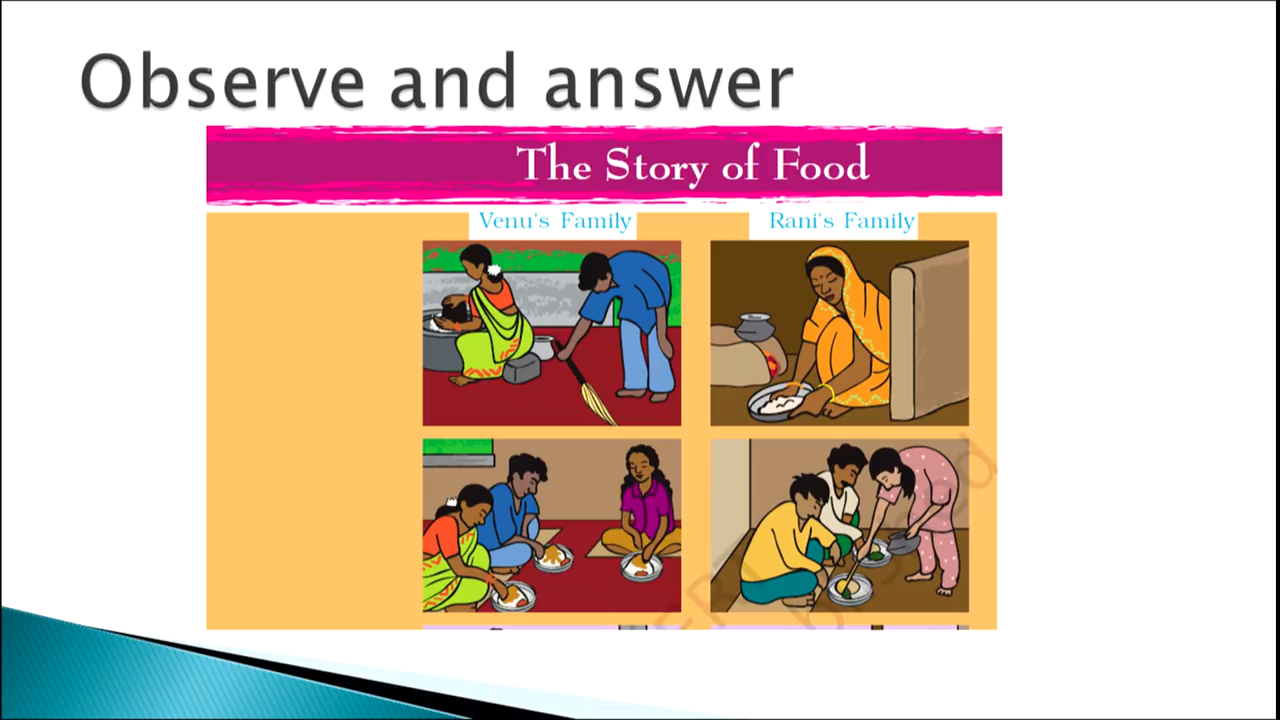 Observe and answer
The Story of Food
Venu's Family
Rani's Family